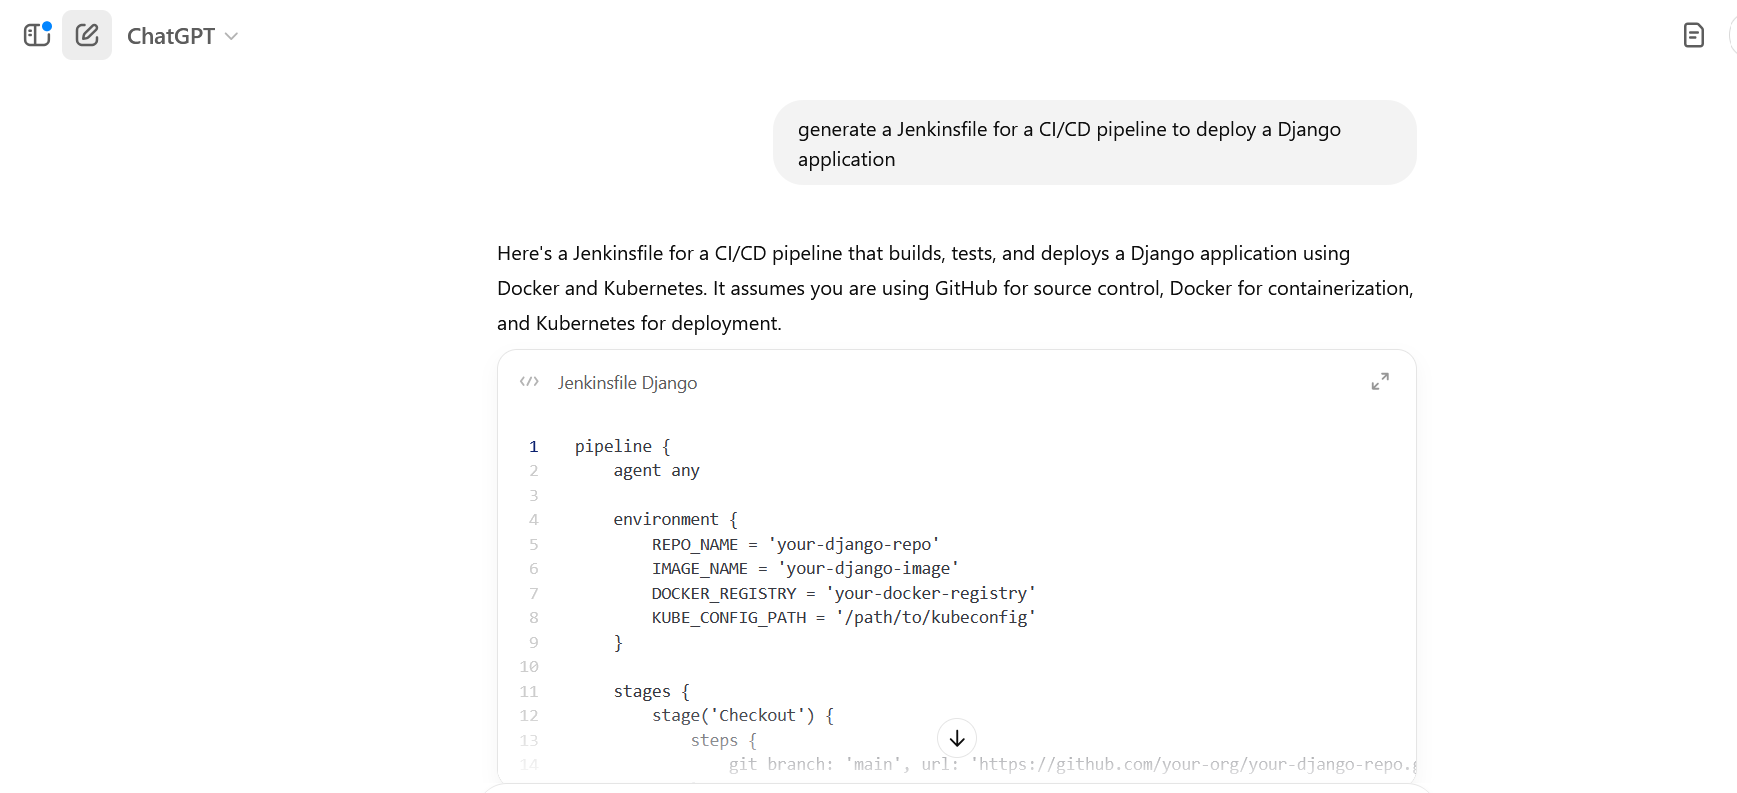 ChatGPT
generate a Jenkinsfile for a CI/CD pipeline to deploy a Django
application
Here's a Jenkinsfile for a CI/CD pipeline that builds, tests, and deploys a Django application using
Docker and Kubernetes. It assumes you are using GitHub for source control, Docker for containerization,
and Kubernetes for deployment.
</> Jenkinsfile Django
1 pipeline {
2     agent any
3
4     environment {
5         REPO_NAME = 'your-django-repo'
6         IMAGE_NAME = 'your-django-image'
7         DOCKER_REGISTRY = 'your-docker-registry'
8         KUBE_CONFIG_PATH = '/path/to/kubeconfig'
9     }
10
11     stages {
12         stage('Checkout') {
13             steps {
14                 git branch: 'main', url: 'https://github.com/your-org/your-django-repo.g